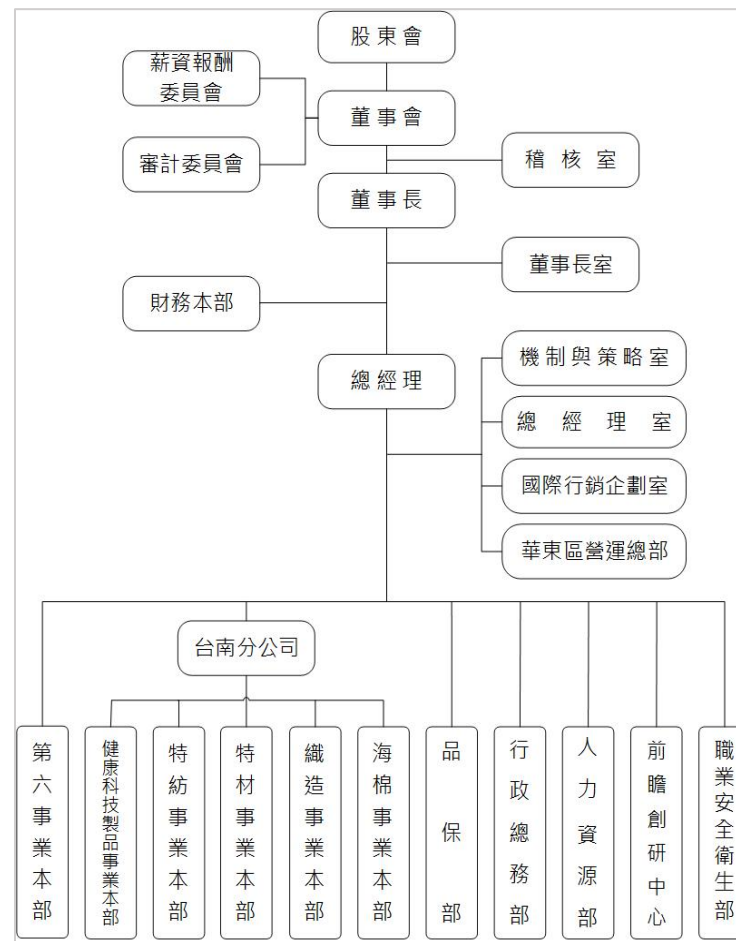 股東會
薪資報酬
委員會
董事會
審計委員會
稽核室
董事長
董事長室
財務本部
機制與策略室
總經理
總經理室
國際行銷企劃室
華東區營運總部
台南分公司
第六事業本部
健康科技製品事業本部
特紡事業本部
特材事業本部
織造事業本部
海棉事業本部
品保部
行政總務部
人力資源部
前瞻創研中心
職業安全衛生部